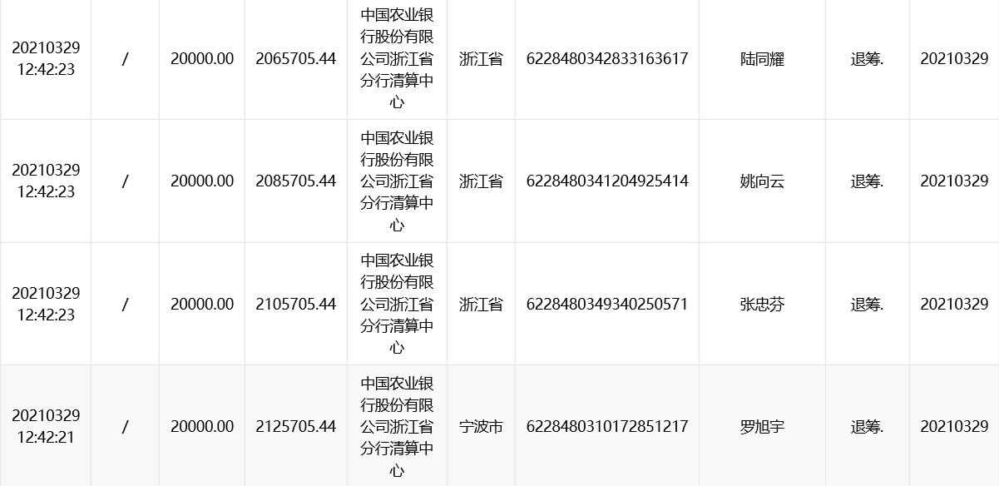 中国农业银
行股份有限
20210329 / 20000.00 2065705.44 公司浙江省 浙江省 6228480342833163617 陆同耀 退筹. 20210329
12:42:23 分行清算中
心
中国农业银
行股份有限
20210329 / 20000.00 2085705.44 公司浙江省 浙江省 6228480341204925414 姚向云 退筹. 20210329
12:42:23 分行清算中
心
中国农业银
行股份有限
20210329 / 20000.00 2105705.44 公司浙江省 浙江省 6228480349340250571 张忠芬 退筹. 20210329
12:42:23 分行清算中
心
中国农业银
行股份有限
20210329 / 20000.00 2125705.44 公司浙江省 宁波市 6228480310172851217 罗旭宇 退筹. 20210329
12:42:21 分行清算中
心